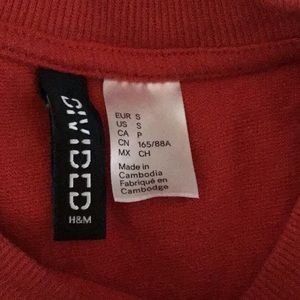 DIVIDED
H&M
EUR S
US S
CA P
CN 165/88A
MX CH
Made in
Cambodia
Fabriqué en
Cambodge